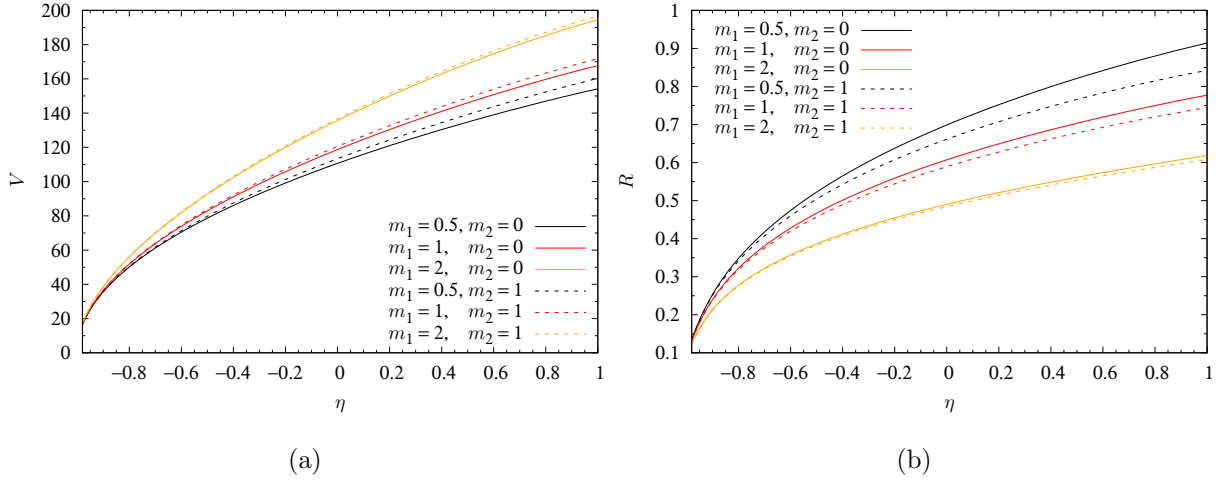 200
180
160
140
120
100
80
60
40
20
0
V
m₁ = 0.5, m₂ = 0
m₁ = 1, m₂ = 0
m₁ = 2, m₂ = 0
m₁ = 0.5, m₂ = 1
m₁ = 1, m₂ = 1
m₁ = 2, m₂ = 1
−0.8 −0.6 −0.4 −0.2 0 0.2 0.4 0.6 0.8 1
η
(a)
1
0.9
0.8
0.7
0.6
0.5
0.4
0.3
0.2
0.1
R
m₁ = 0.5, m₂ = 0
m₁ = 1, m₂ = 0
m₁ = 2, m₂ = 0
m₁ = 0.5, m₂ = 1
m₁ = 1, m₂ = 1
m₁ = 2, m₂ = 1
−0.8 −0.6 −0.4 −0.2 0 0.2 0.4 0.6 0.8 1
η
(b)